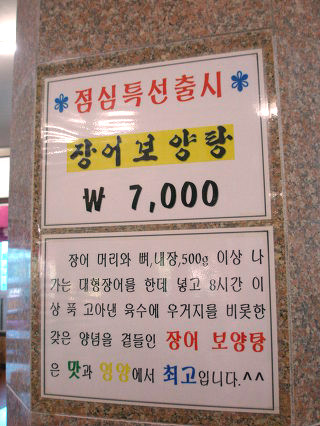 점심특선출시
장어보양탕
₩ 7,000
장어 머리와 뼈,내장,500g 이상 나
가는 대형장어를 한데 넣고 8시간 이
상 푹 고아낸 육수에 우거지를 비롯한
갖은 양념을 곁들인 장어 보양탕
은 맛과 영양에서 최고입니다.^^